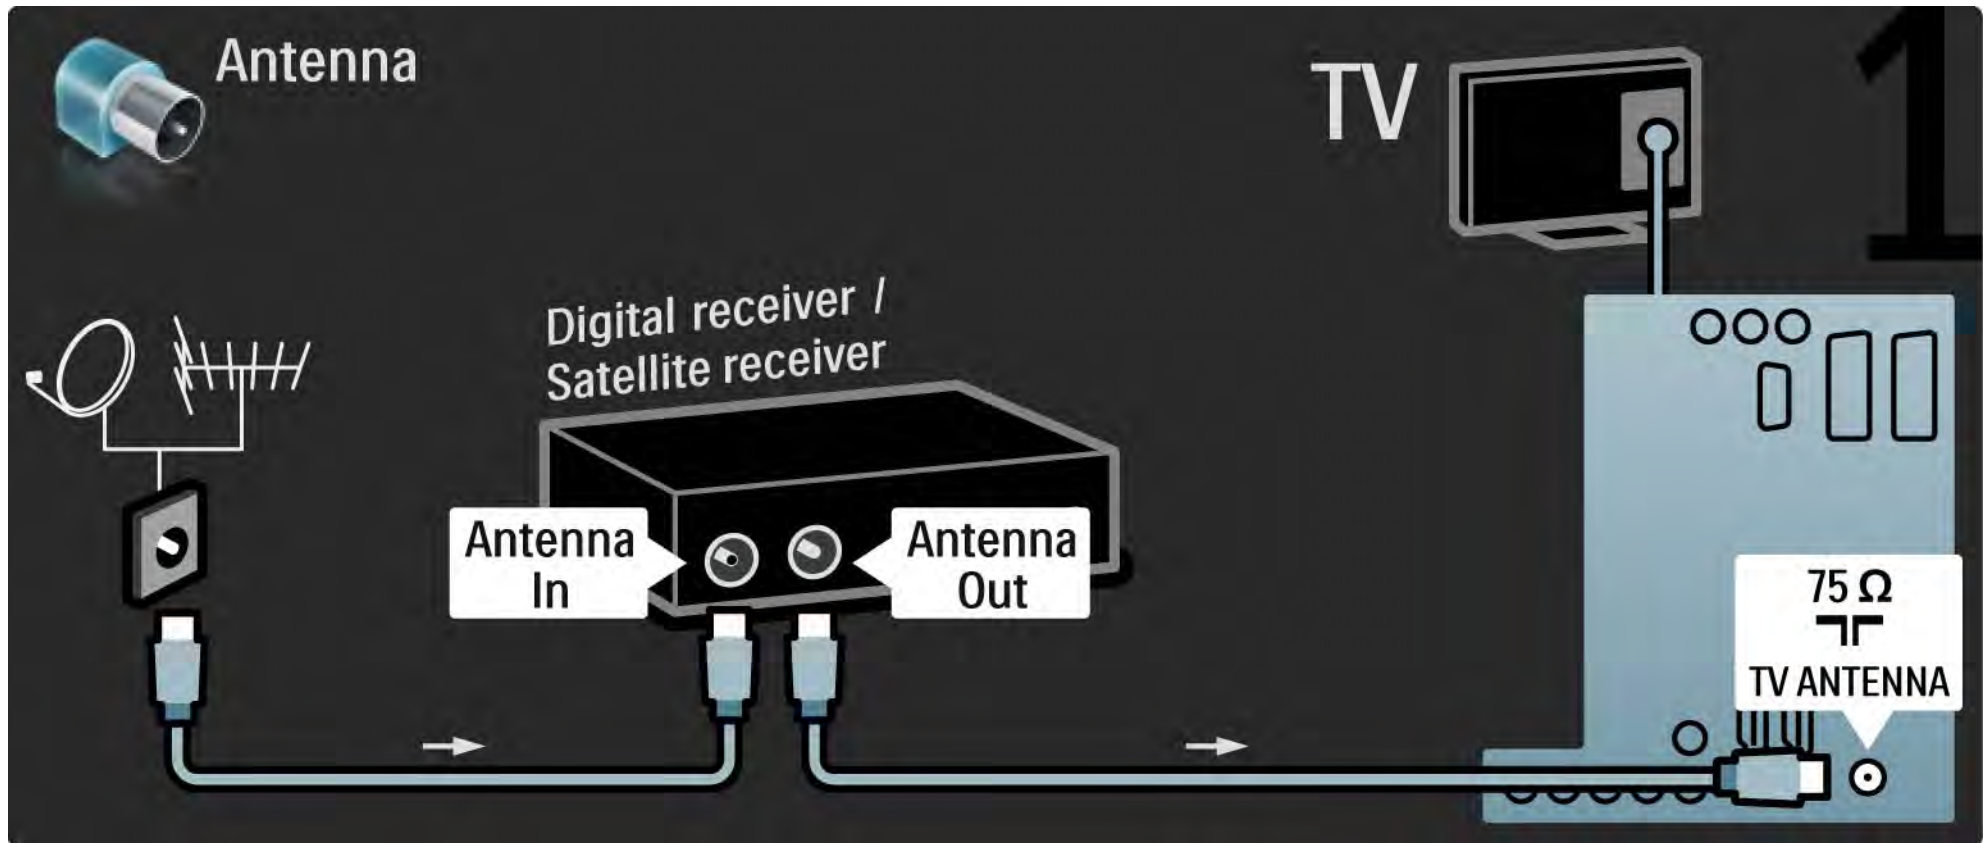 Antenna
TV
1
Digital receiver /
Satellite receiver
Antenna
In
Antenna
Out
75 Ω
TV ANTENNA